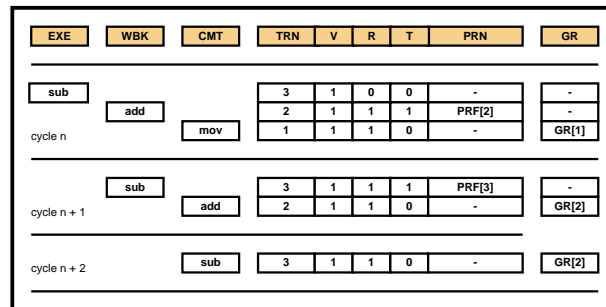 EXE WBK CMT TRN V R T PRN GR
sub 3 1 0 0 - -
add 2 1 1 1 PRF[2] -
cycle n mov 1 1 1 0 - GR[1]
sub 3 1 1 1 PRF[3] -
cycle n + 1 add 2 1 1 0 - GR[2]
cycle n + 2 sub 3 1 1 0 - GR[2]